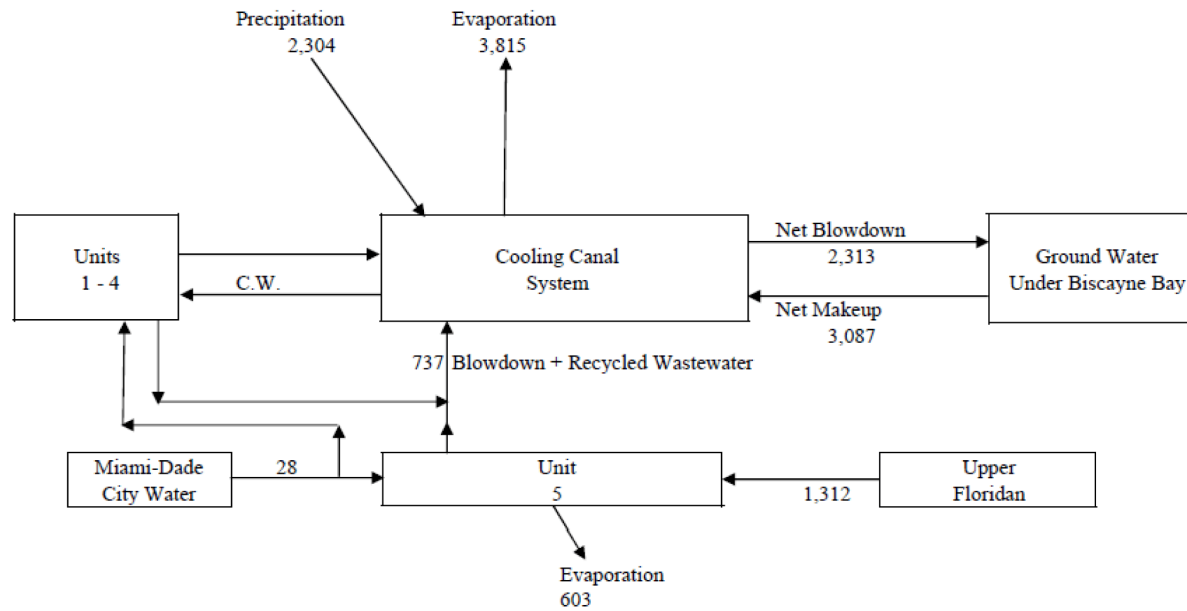 Precipitation
2,304
Evaporation
3,815
Units
1 - 4
C.W.
Cooling Canal
System
Net Blowdown
2,313
Net Makeup
3,087
Ground Water
Under Biscayne Bay
737 Blowdown + Recycled Wastewater
Miami-Dade
City Water
28
Unit
5
1,312
Upper
Floridan
Evaporation
603